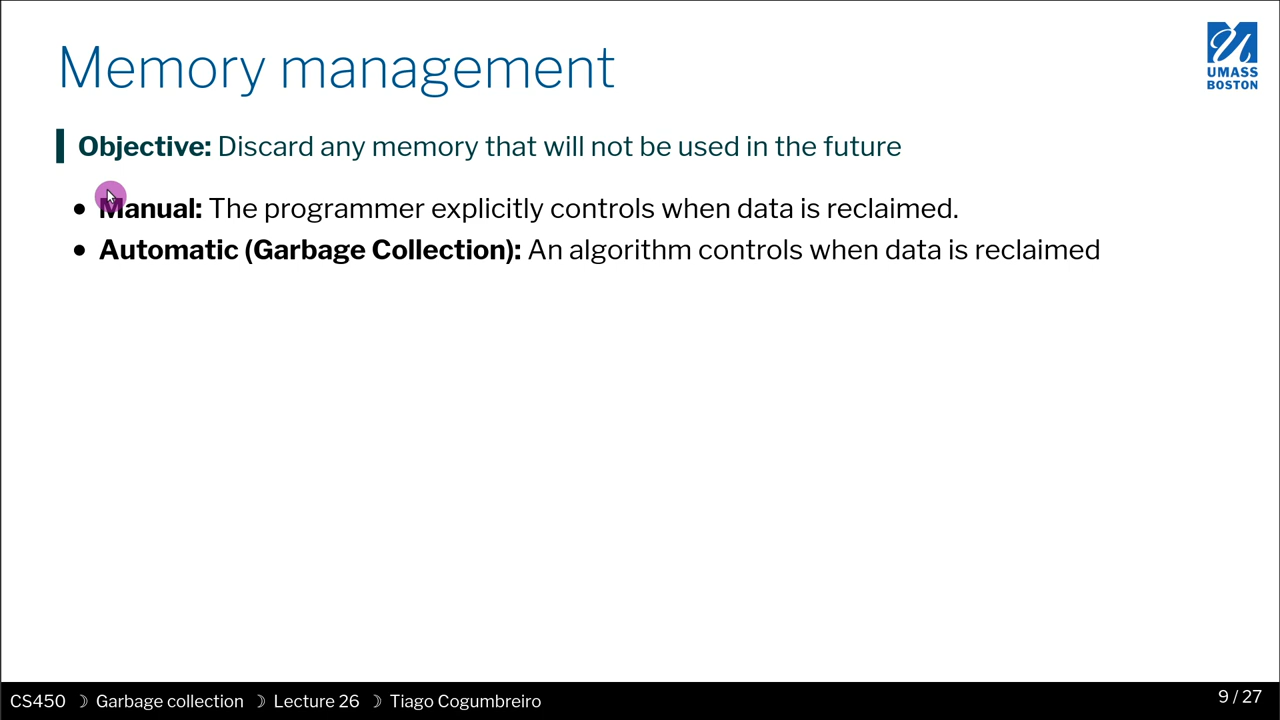 Memory management
UMASS
BOSTON
Objective: Discard any memory that will not be used in the future
• Manual: The programmer explicitly controls when data is reclaimed.
• Automatic (Garbage Collection): An algorithm controls when data is reclaimed
CS450 ☽ Garbage collection ☽ Lecture 26 ☽ Tiago Cogumbreiro
9 / 27